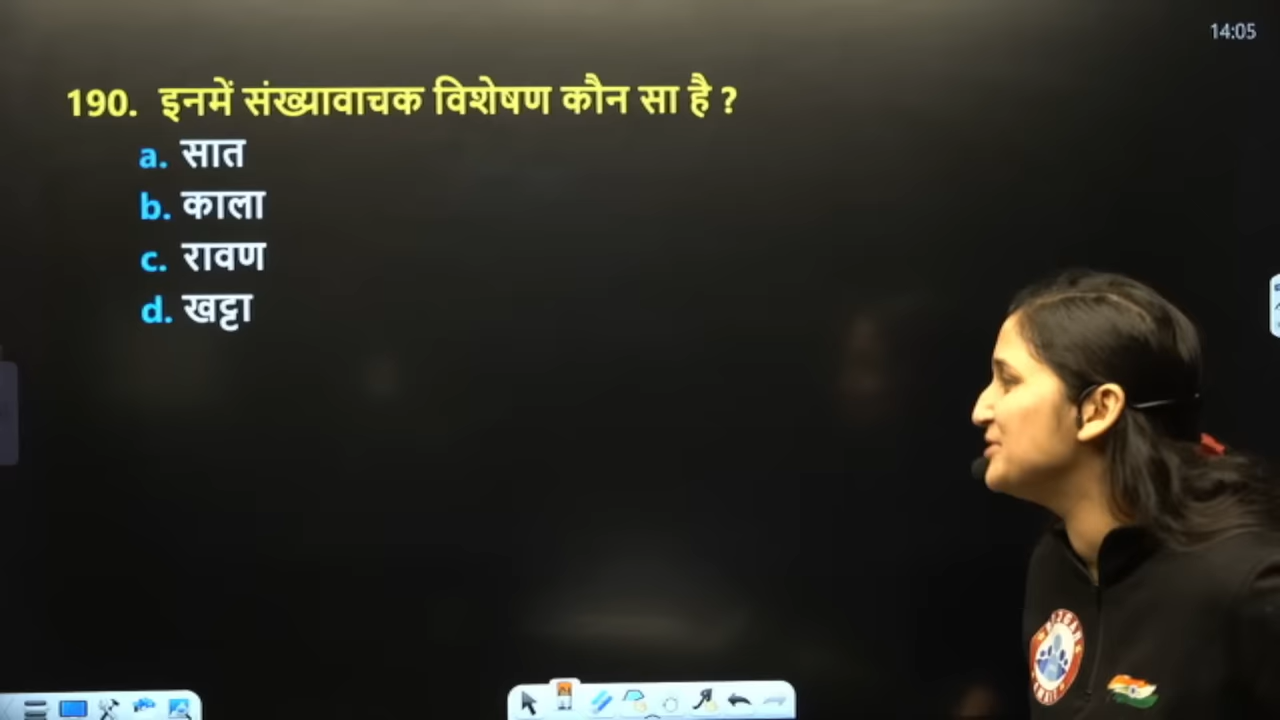 14:05
190. इनमें संख्यावाचक विशेषण कौन सा है ?
a. सात
b. काला
c. रावण
d. खट्टा